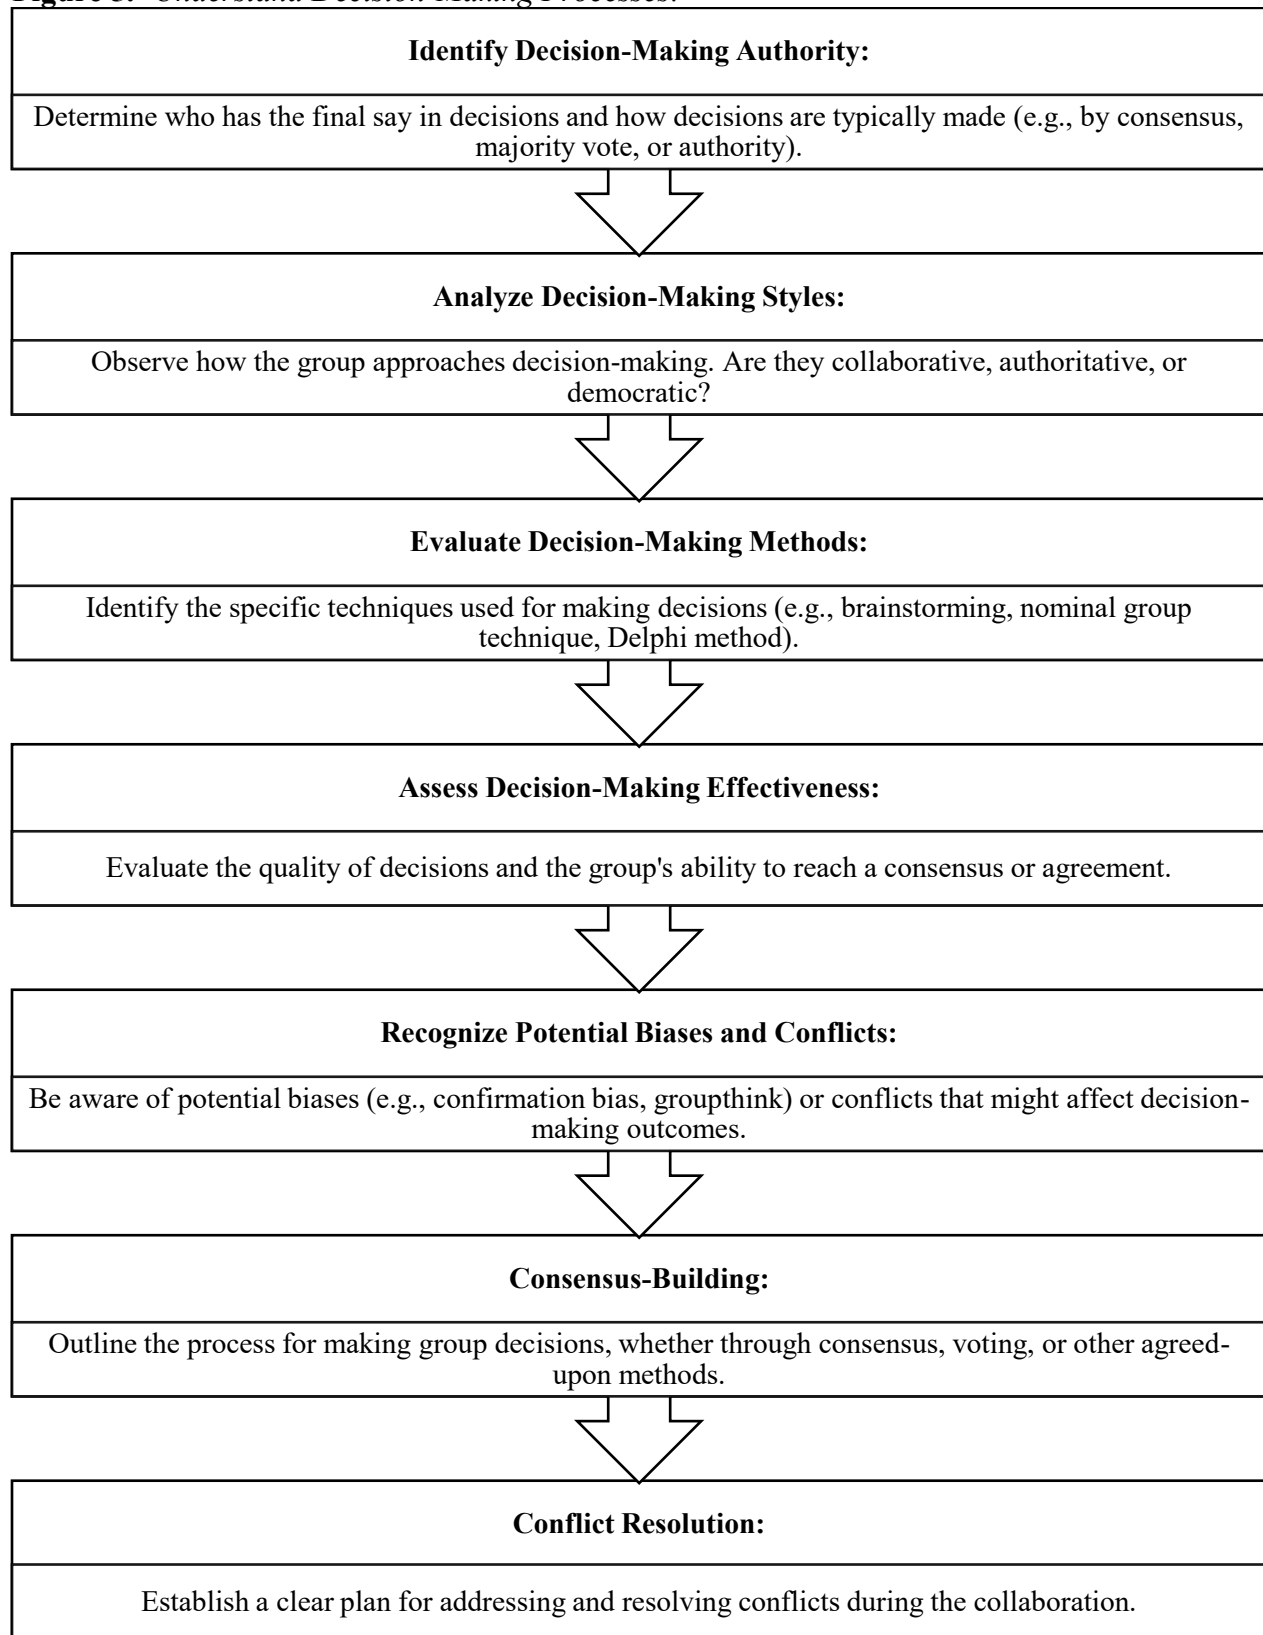 Identify Decision-Making Authority:
Determine who has the final say in decisions and how decisions are typically made (e.g., by consensus,
majority vote, or authority).
Analyze Decision-Making Styles:
Observe how the group approaches decision-making. Are they collaborative, authoritative, or
democratic?
Evaluate Decision-Making Methods:
Identify the specific techniques used for making decisions (e.g., brainstorming, nominal group
technique, Delphi method).
Assess Decision-Making Effectiveness:
Evaluate the quality of decisions and the group's ability to reach a consensus or agreement.
Recognize Potential Biases and Conflicts:
Be aware of potential biases (e.g., confirmation bias, groupthink) or conflicts that might affect decision-
making outcomes.
Consensus-Building:
Outline the process for making group decisions, whether through consensus, voting, or other agreed-
upon methods.
Conflict Resolution:
Establish a clear plan for addressing and resolving conflicts during the collaboration.